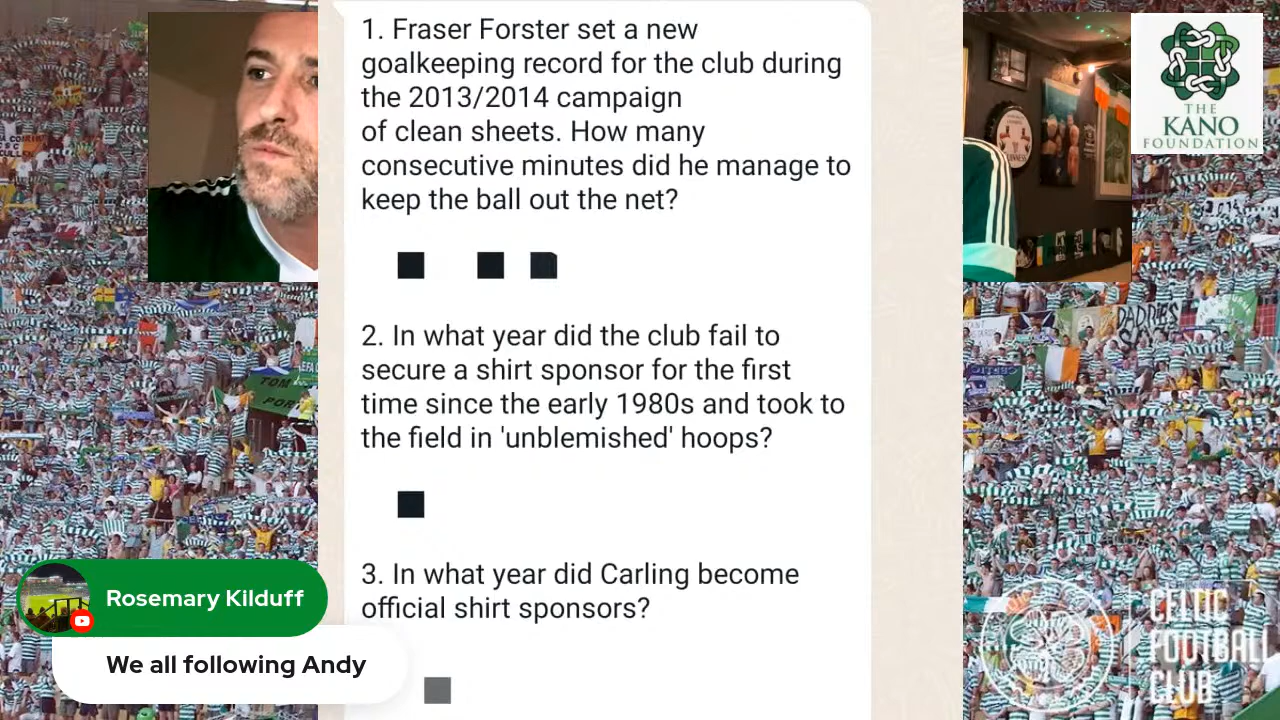 1. Fraser Forster set a new
goalkeeping record for the club during
the 2013/2014 campaign
of clean sheets. How many
consecutive minutes did he manage to
keep the ball out the net?
2. In what year did the club fail to
secure a shirt sponsor for the first
time since the early 1980s and took to
the field in 'unblemished' hoops?
3. In what year did Carling become
official shirt sponsors?
Rosemary Kilduff
We all following Andy
THE
KANO
FOUNDATION
CELTIC
FOOTBALL
CLUB